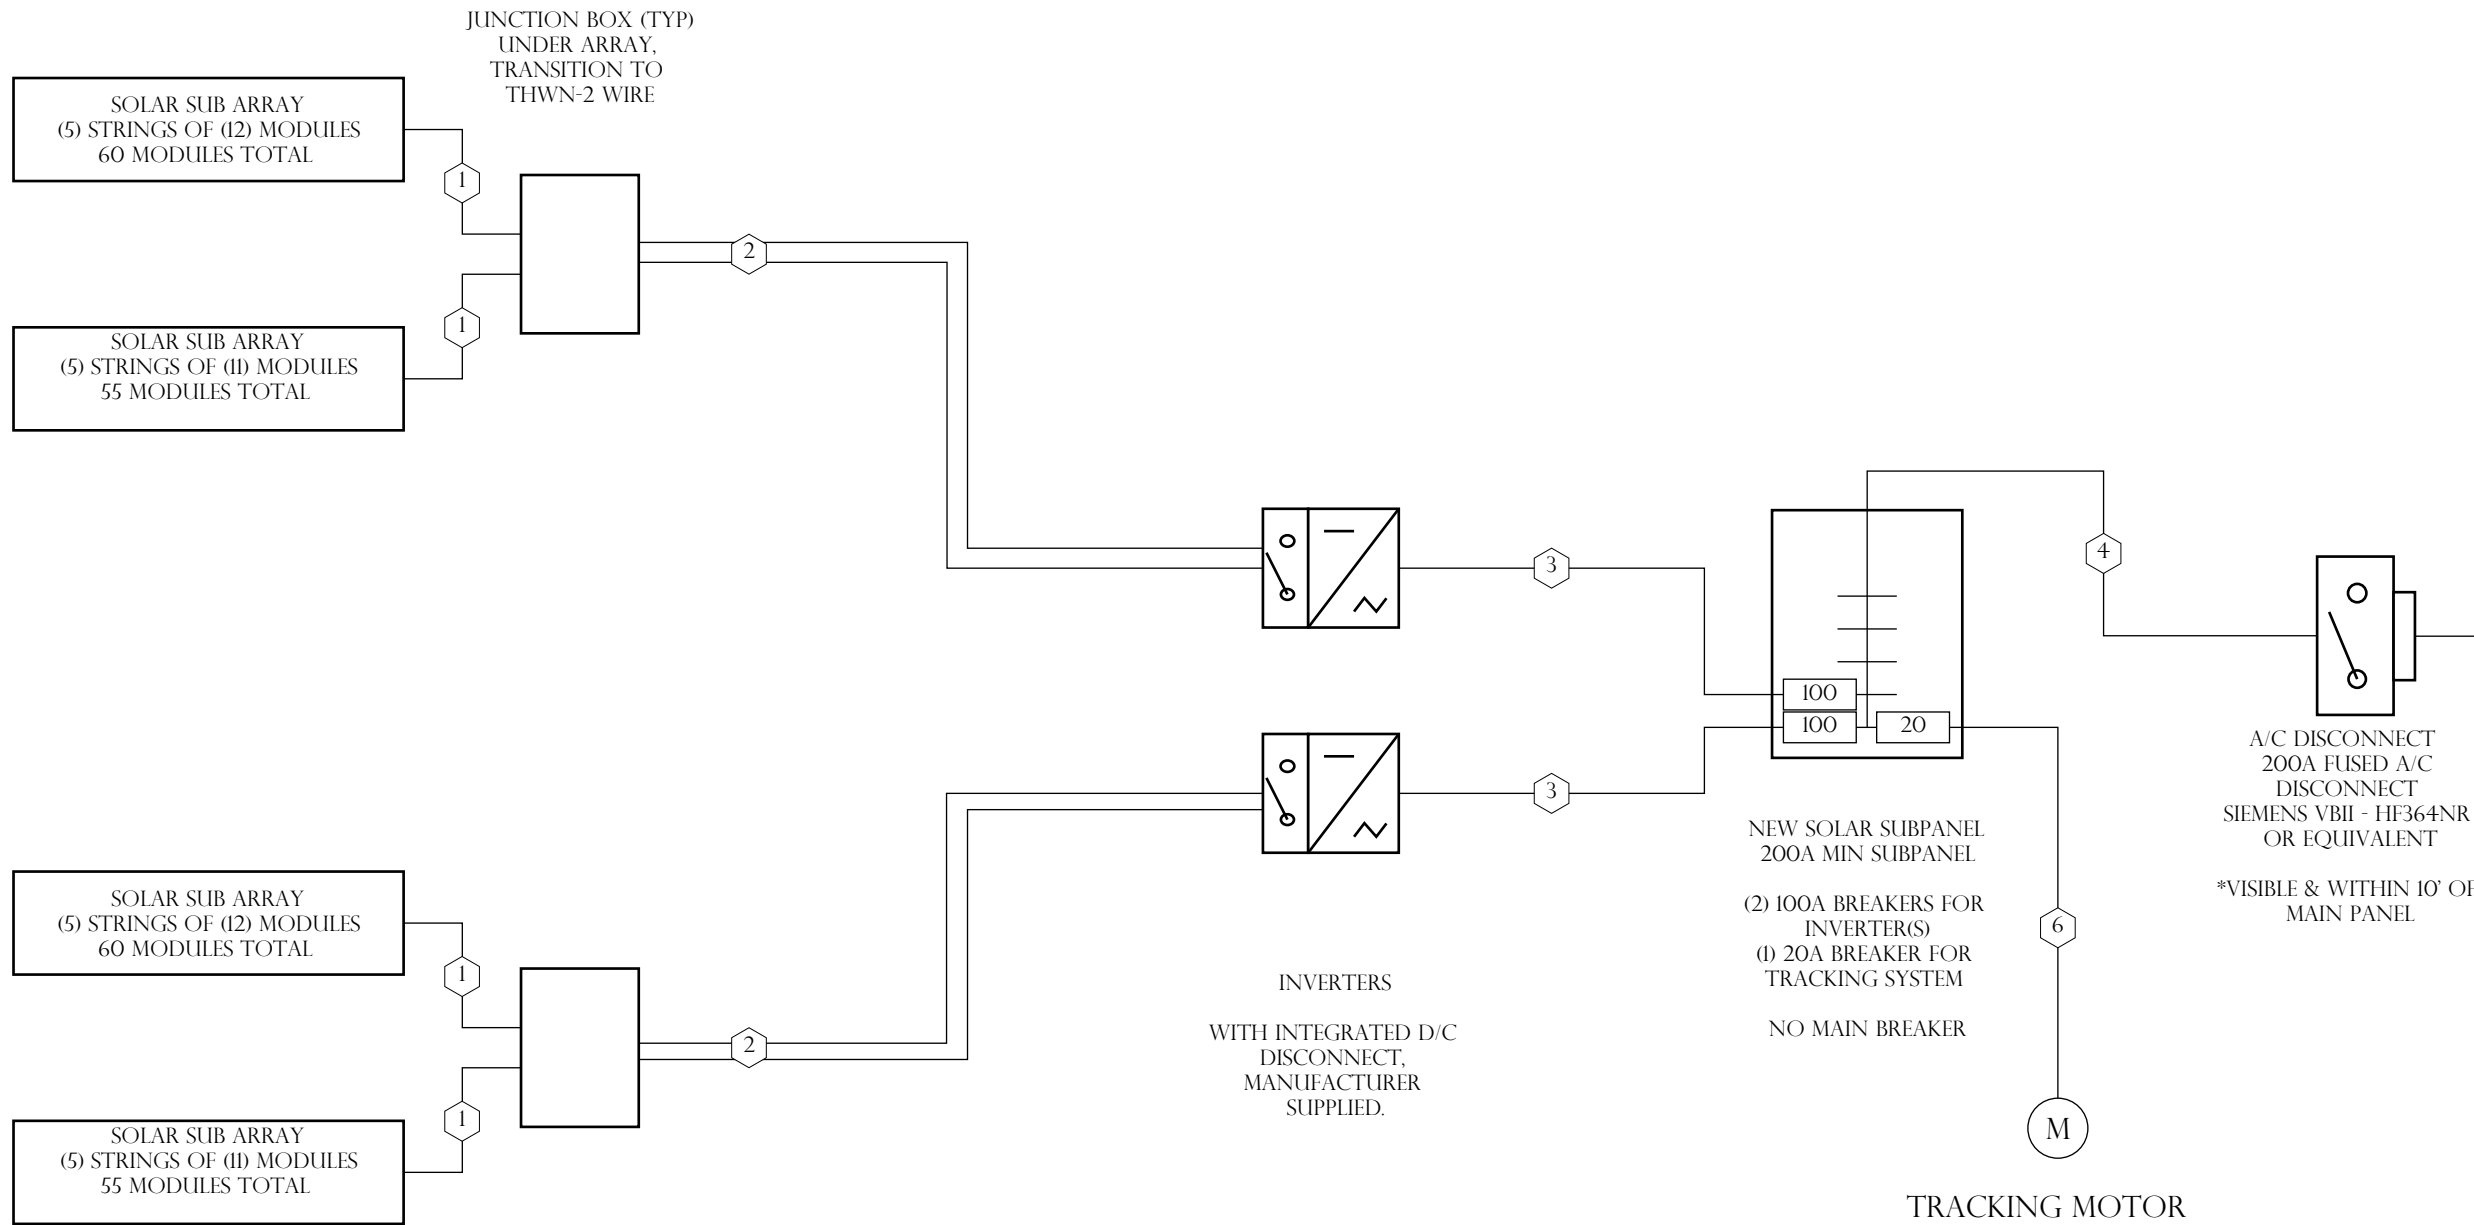 JUNCTION BOX (TYP)
UNDER ARRAY,
TRANSITION TO
THWN-2 WIRE
SOLAR SUB ARRAY
(5) STRINGS OF (12) MODULES
60 MODULES TOTAL
1
2
1
SOLAR SUB ARRAY
(5) STRINGS OF (11) MODULES
55 MODULES TOTAL
3
4
100
100
20
3
A/C DISCONNECT
200A FUSED A/C
DISCONNECT
SIEMENS VBII - HF364NR
OR EQUIVALENT
*VISIBLE & WITHIN 10' OF
MAIN PANEL
NEW SOLAR SUBPANEL
200A MIN SUBPANEL
(2) 100A BREAKERS FOR
INVERTER(S)
(1) 20A BREAKER FOR
TRACKING SYSTEM
NO MAIN BREAKER
6
SOLAR SUB ARRAY
(5) STRINGS OF (12) MODULES
60 MODULES TOTAL
1
2
1
INVERTERS
WITH INTEGRATED D/C
DISCONNECT,
MANUFACTURER
SUPPLIED.
SOLAR SUB ARRAY
(5) STRINGS OF (11) MODULES
55 MODULES TOTAL
M
TRACKING MOTOR